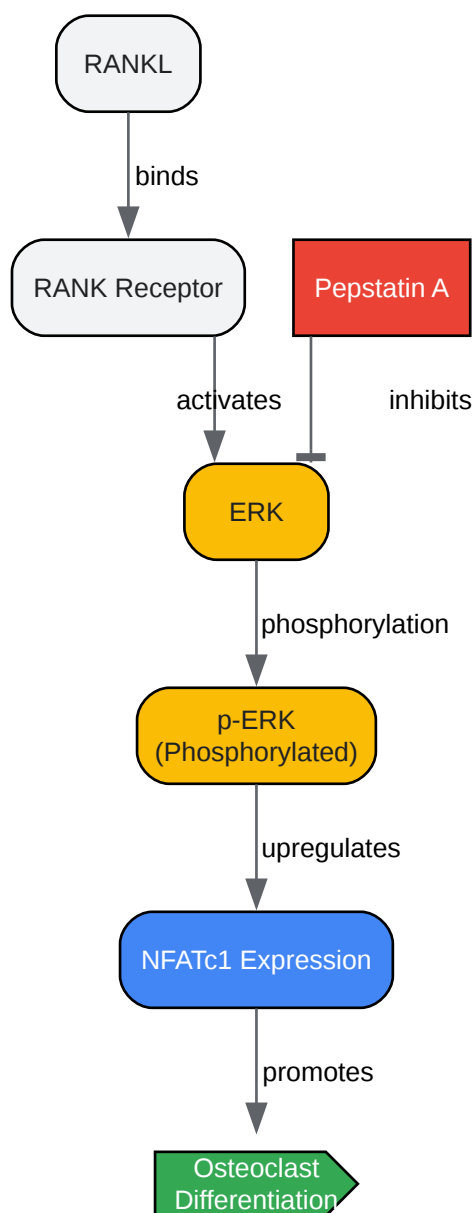 RANKL
binds
RANK Receptor
Pepstatin A
activates
inhibits
ERK
phosphorylation
p-ERK
(Phosphorylated)
upregulates
NFATc1 Expression
promotes
Osteoclast
Differentiation